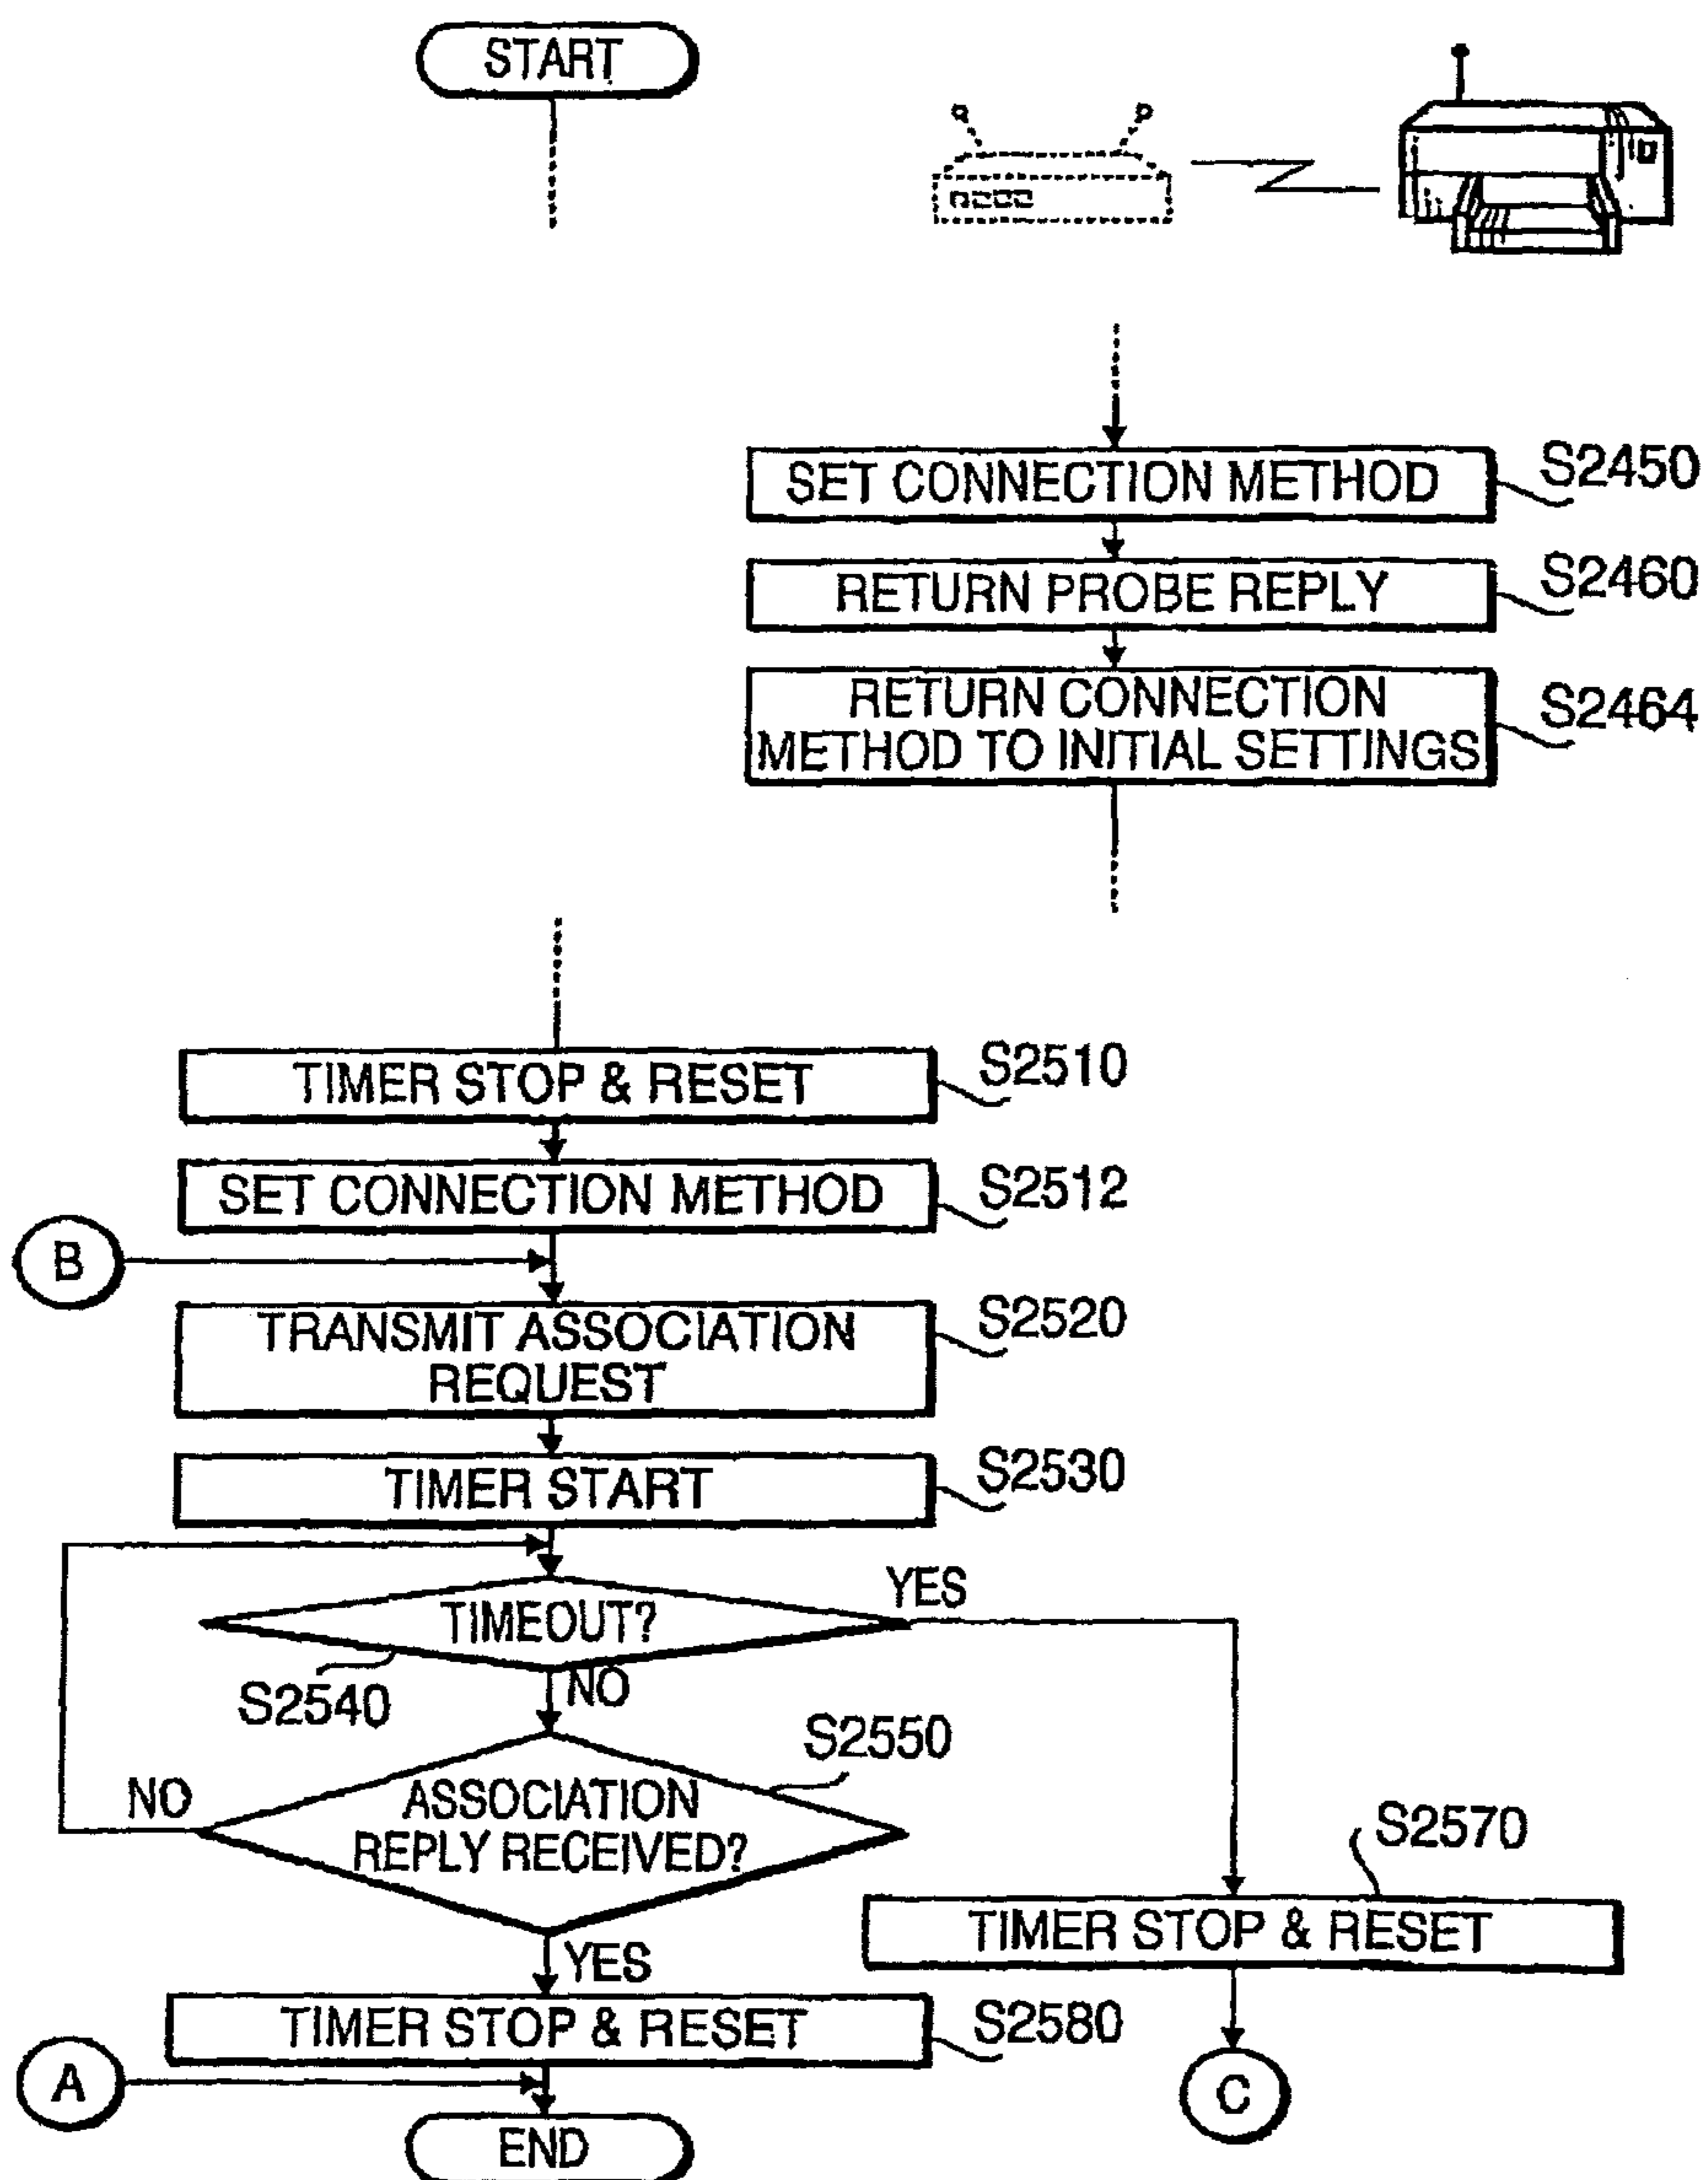 START
SET CONNECTION METHOD
S2450
RETURN PROBE REPLY
S2460
RETURN CONNECTION
METHOD TO INITIAL SETTINGS
S2464
TIMER STOP & RESET
S2510
SET CONNECTION METHOD
S2512
B
TRANSMIT ASSOCIATION
REQUEST
S2520
TIMER START
S2530
TIMEOUT?
YES
S2540
NO
S2550
ASSOCIATION
REPLY RECEIVED?
NO
YES
S2570
TIMER STOP & RESET
TIMER STOP & RESET
S2580
A
C
END